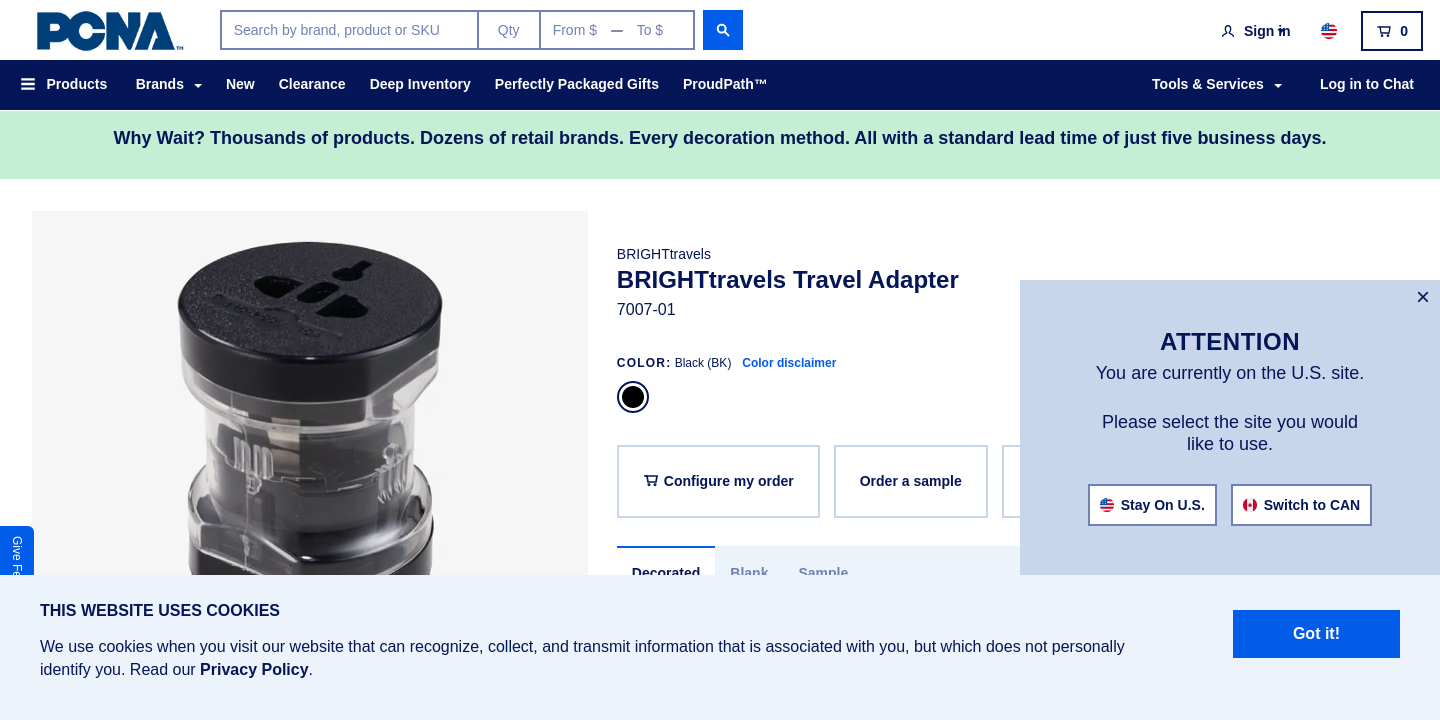 PCNA™
Search by brand, product or SKU
Qty
From $ — To $
Sign in
0
Products
Brands
New
Clearance
Deep Inventory
Perfectly Packaged Gifts
ProudPath™
Tools & Services
Log in to Chat
Why Wait? Thousands of products. Dozens of retail brands. Every decoration method. All with a standard lead time of just five business days.
BRIGHTtravels
BRIGHTtravels Travel Adapter
7007-01
COLOR: Black (BK) Color disclaimer
Configure my order
Order a sample
Decorated
Blank
Sample
×
ATTENTION
You are currently on the U.S. site.
Please select the site you would
like to use.
Stay On U.S.
Switch to CAN
Give Fe
THIS WEBSITE USES COOKIES
We use cookies when you visit our website that can recognize, collect, and transmit information that is associated with you, but which does not personally
identify you. Read our Privacy Policy.
Got it!